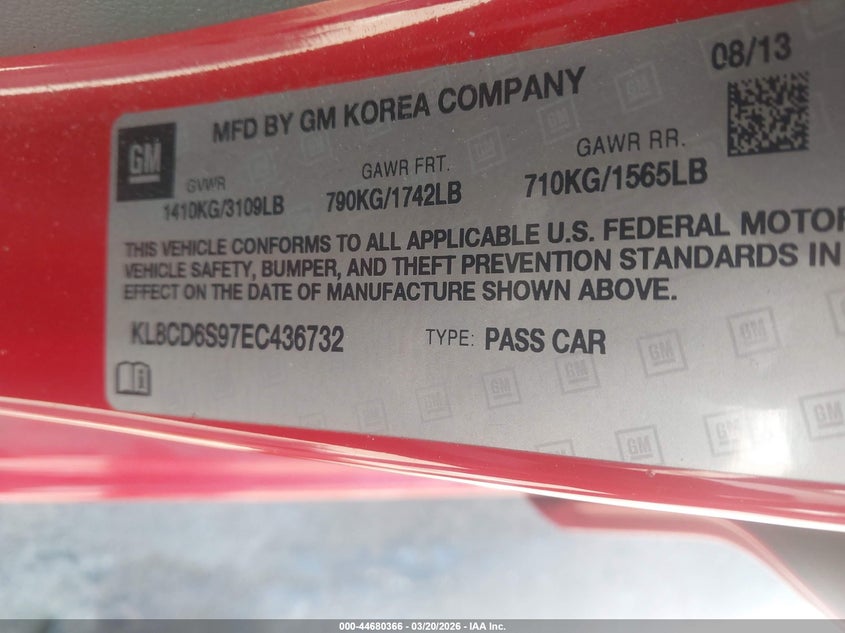 08/13
MFD BY GM KOREA COMPANY
GM
GVWR GAWR FRT. GAWR RR.
1410KG/3109LB 790KG/1742LB 710KG/1565LB
THIS VEHICLE CONFORMS TO ALL APPLICABLE U.S. FEDERAL MOTOR
VEHICLE SAFETY, BUMPER, AND THEFT PREVENTION STANDARDS IN
EFFECT ON THE DATE OF MANUFACTURE SHOWN ABOVE.
KL8CD6S97EC436732 TYPE: PASS CAR
000-44680366 | 03/20/2026 | IAA Inc.